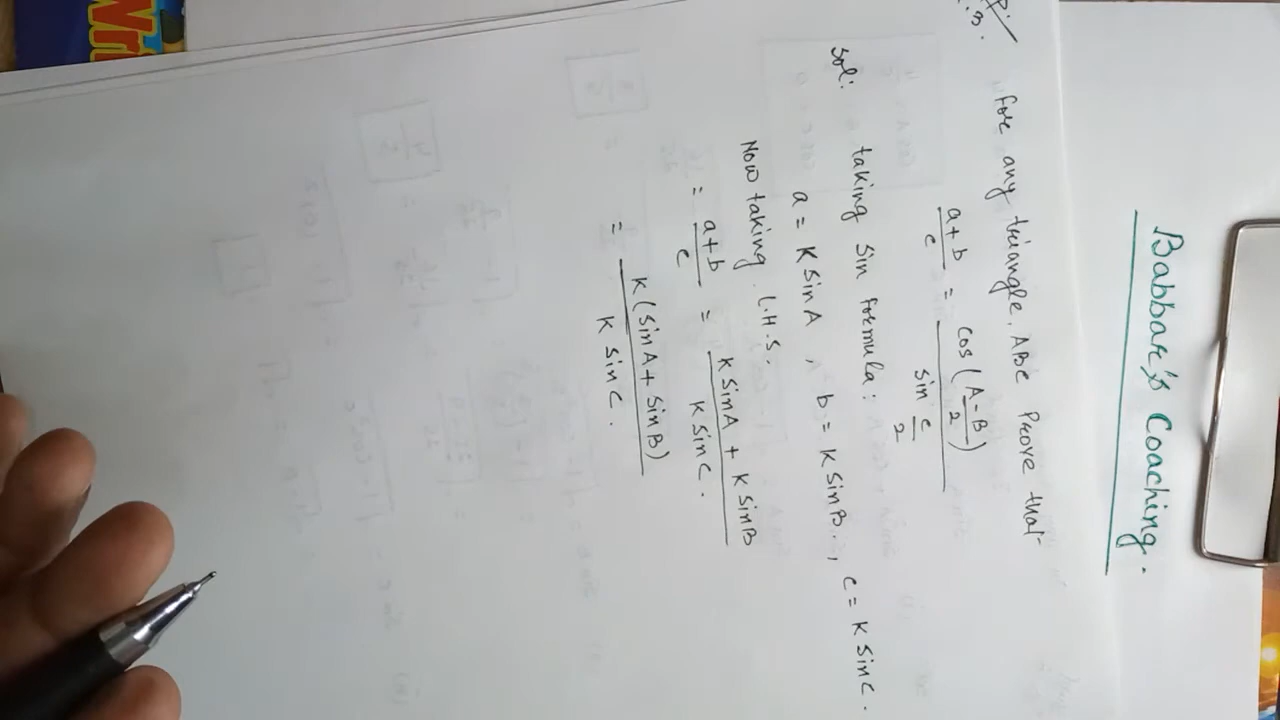 Babbar's Coaching.
For any triangle, ABC Prove that
a+b/c = cos(A-B/2)/sin c/2
Sol: taking sin formula:
a = K sin A , b = K sin B., c = K sin C.
Now taking L.H.S.
= a+b/c = K sin A + K sin B/K sin C.
= K(sin A + sin B)/K sin C.